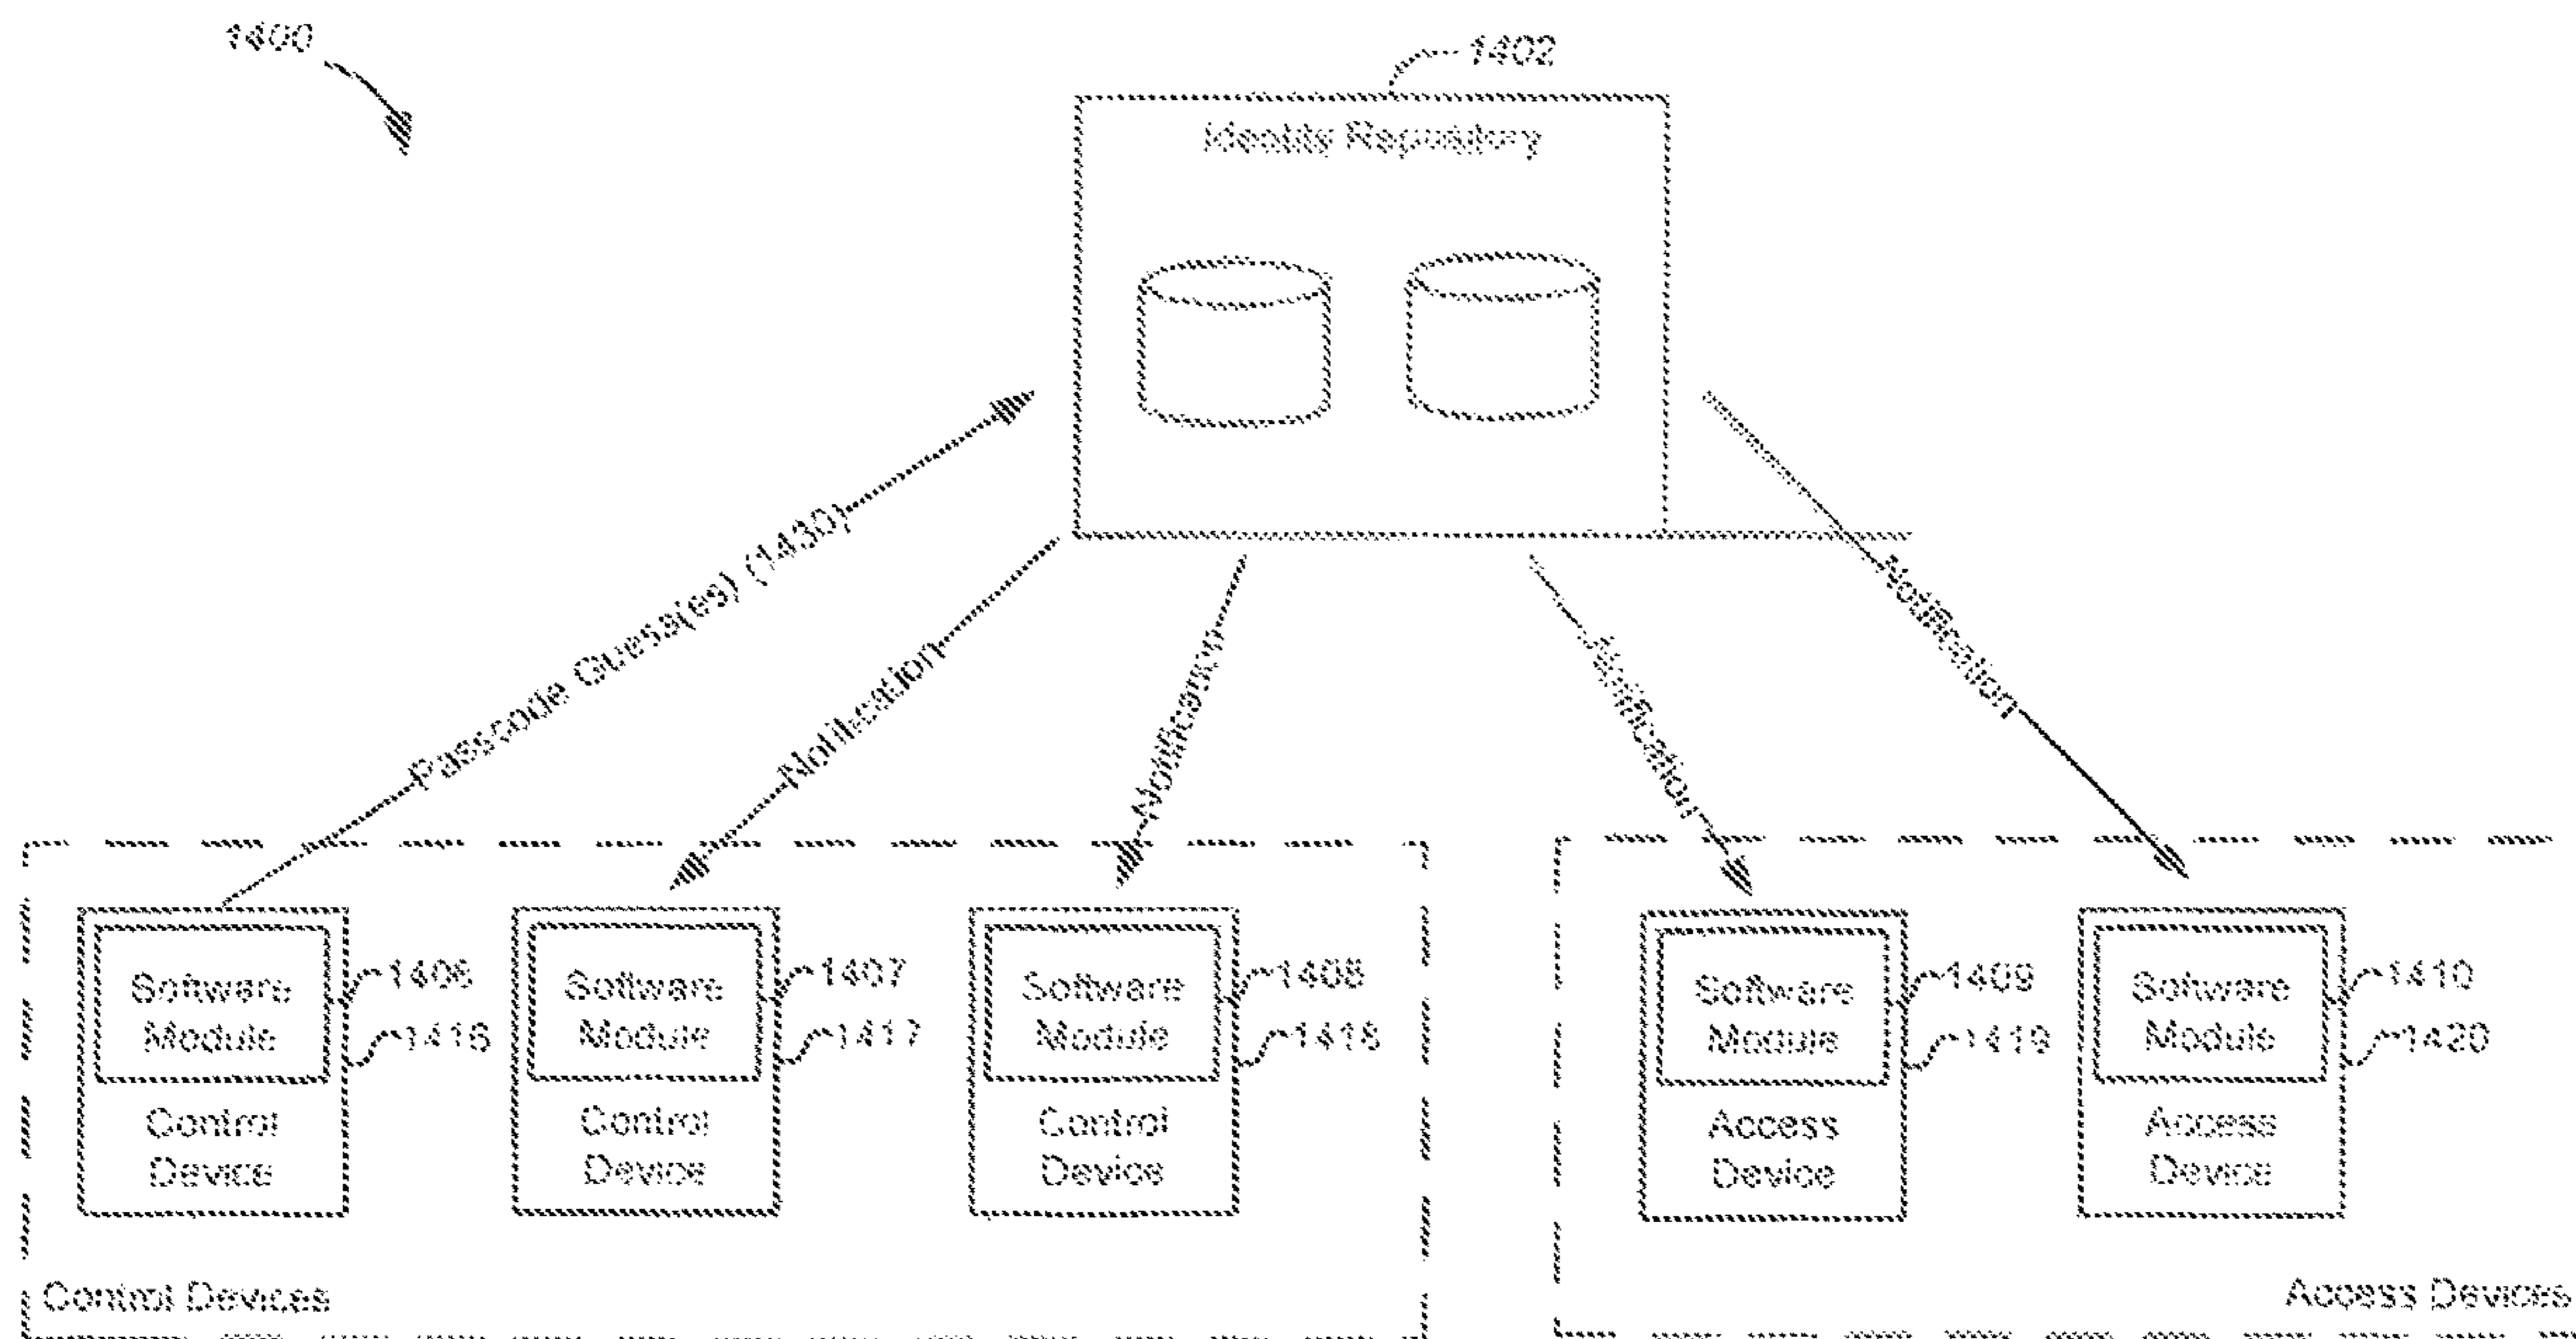 1400
1402
Identity Repository
Passcode Guess(es) (1430)
Notification
Notification
Notification
Notification
Software
Module
1406
1416
Control
Device
Software
Module
1407
1417
Control
Device
Software
Module
1408
1418
Control
Device
Software
Module
1409
1419
Access
Device
Software
Module
1410
1420
Access
Device
Control Devices
Access Devices